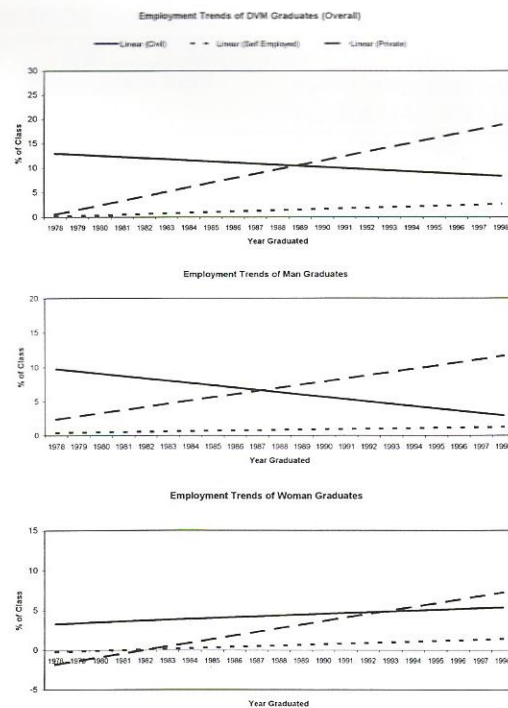 Employment Trends of DVM Graduates (Overall)
Linear (Civil) Linear (Self Employed) Linear (Private)
30
25
20
15
10
5
0
% of Class
1978 1979 1980 1981 1982 1983 1984 1985 1986 1987 1988 1989 1990 1991 1992 1993 1994 1995 1996 1997 1998
Year Graduated
Employment Trends of Man Graduates
20
15
10
5
0
% of Class
1978 1979 1980 1981 1982 1983 1984 1985 1986 1987 1988 1989 1990 1991 1992 1993 1994 1995 1996 1997
Year Graduated
Employment Trends of Woman Graduates
15
10
5
0
-5
% of Class
1978 1979 1980 1981 1982 1983 1984 1985 1986 1987 1988 1989 1990 1991 1992 1993 1994 1995 1996 1997
Year Graduated